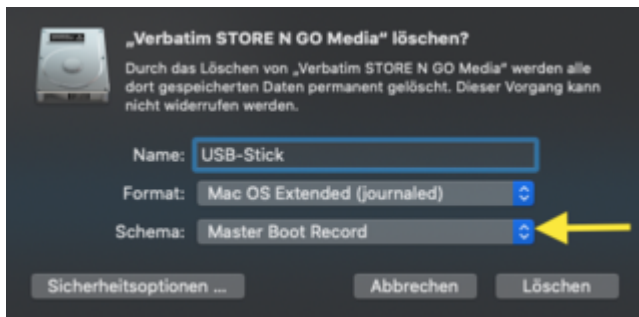 „Verbatim STORE N GO Media“ löschen?
Durch das Löschen von „Verbatim STORE N GO Media“ werden alle
dort gespeicherten Daten permanent gelöscht. Dieser Vorgang kann
nicht widerrufen werden.
Name: USB-Stick
Format: Mac OS Extended (journaled)
Schema: Master Boot Record
Sicherheitsoptionen ... Abbrechen Löschen